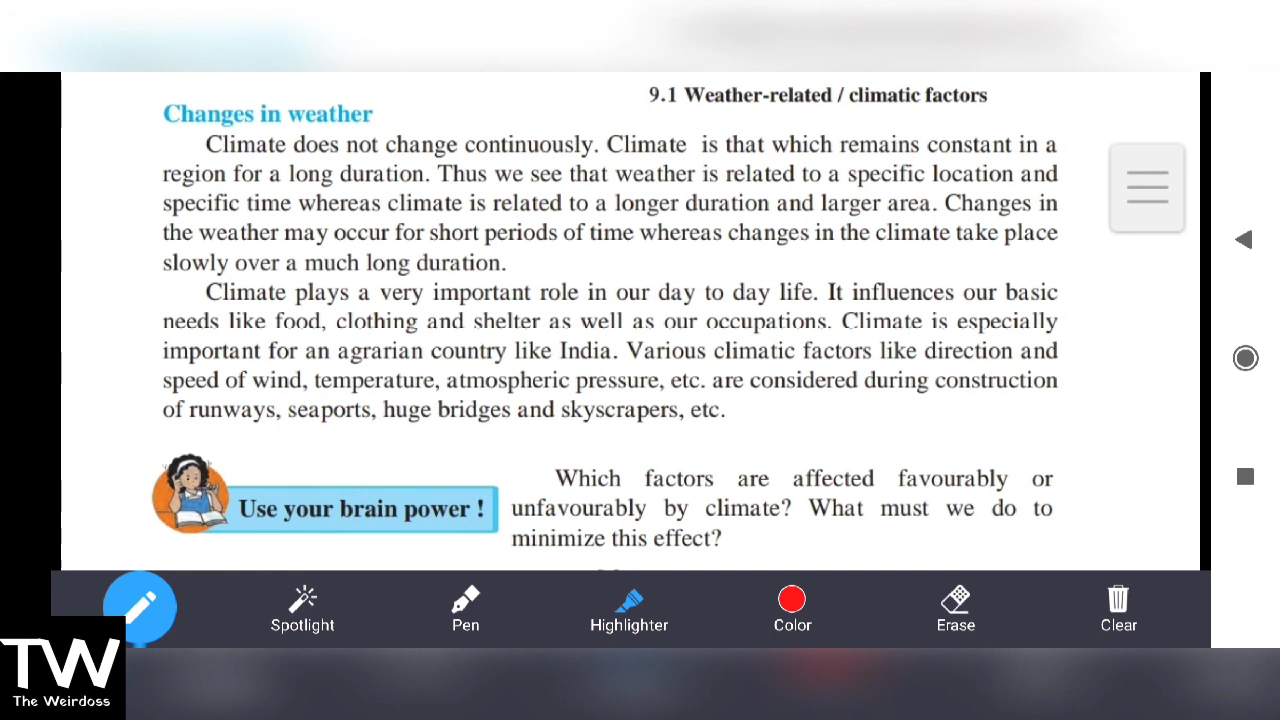 9.1 Weather-related / climatic factors
Changes in weather
Climate does not change continuously. Climate is that which remains constant in a
region for a long duration. Thus we see that weather is related to a specific location and
specific time whereas climate is related to a longer duration and larger area. Changes in
the weather may occur for short periods of time whereas changes in the climate take place
slowly over a much long duration.
Climate plays a very important role in our day to day life. It influences our basic
needs like food, clothing and shelter as well as our occupations. Climate is especially
important for an agrarian country like India. Various climatic factors like direction and
speed of wind, temperature, atmospheric pressure, etc. are considered during construction
of runways, seaports, huge bridges and skyscrapers, etc.
Use your brain power !
Which factors are affected favourably or
unfavourably by climate? What must we do to
minimize this effect?
Spotlight
Pen
Highlighter
Color
Erase
Clear
TW
The Weirdoss